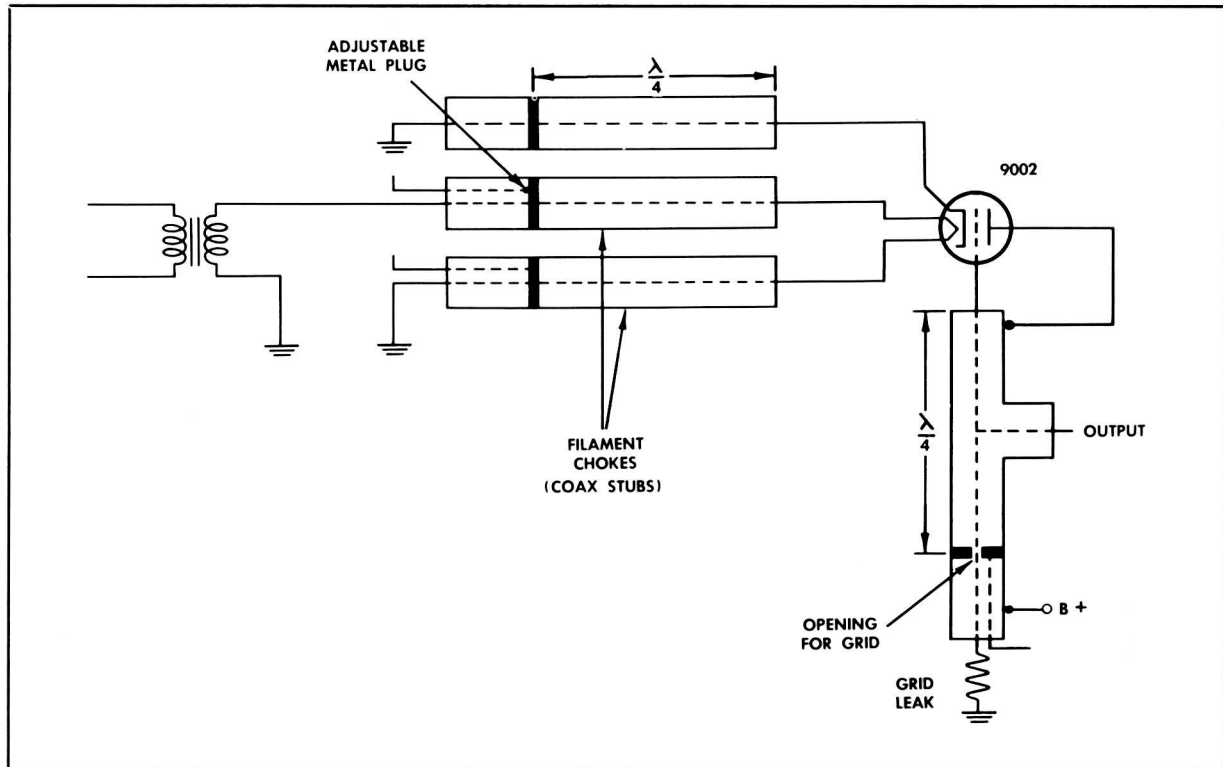 ADJUSTABLE
METAL PLUG
λ
4
9002
FILAMENT
CHOKES
(COAX STUBS)
λ
4
OUTPUT
OPENING
FOR GRID
B +
GRID
LEAK